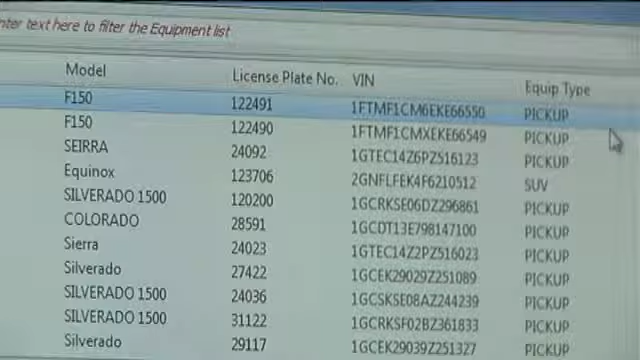 nter text here to filter the Equipment list
Model License Plate No. VIN Equip Type
F150 122491 1FTMF1CM6EKE66550 PICKUP
F150 122490 1FTMF1CMXEKE66549 PICKUP
SEIRRA 24092 1GTEC14Z6PZ516123 PICKUP
Equinox 123706 2GNFLFEK4F6210512 SUV
SILVERADO 1500 120200 1GCRKSE06DZ296861 PICKUP
COLORADO 28591 1GCDT13E798147100 PICKUP
Sierra 24023 1GTEC14Z2PZ516023 PICKUP
Silverado 27422 1GCEK29029Z251089 PICKUP
SILVERADO 1500 24036 1GCSKSE08AZ244239 PICKUP
SILVERADO 1500 31122 1GCRKSF02BZ361833 PICKUP
Silverado 29117 1GCEK29039Z251327 PICKUP